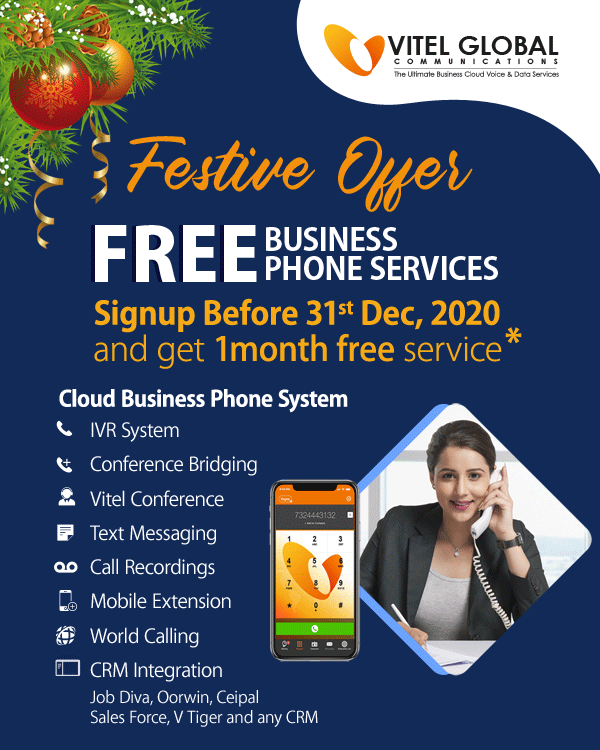 VITEL GLOBAL
COMMUNICATIONS
The Ultimate Business Cloud Voice & Data Services
Festive Offer
FREE BUSINESS
PHONE SERVICES
Signup Before 31st Dec, 2020
and get 1month free service*
Cloud Business Phone System
IVR System
Conference Bridging
Vitel Conference
Text Messaging
Call Recordings
Mobile Extension
World Calling
CRM Integration
Job Diva, Oorwin, Ceipal
Sales Force, V Tiger and any CRM
7324443132
1 2 3
4 5 6
7 8 9
* 0 #